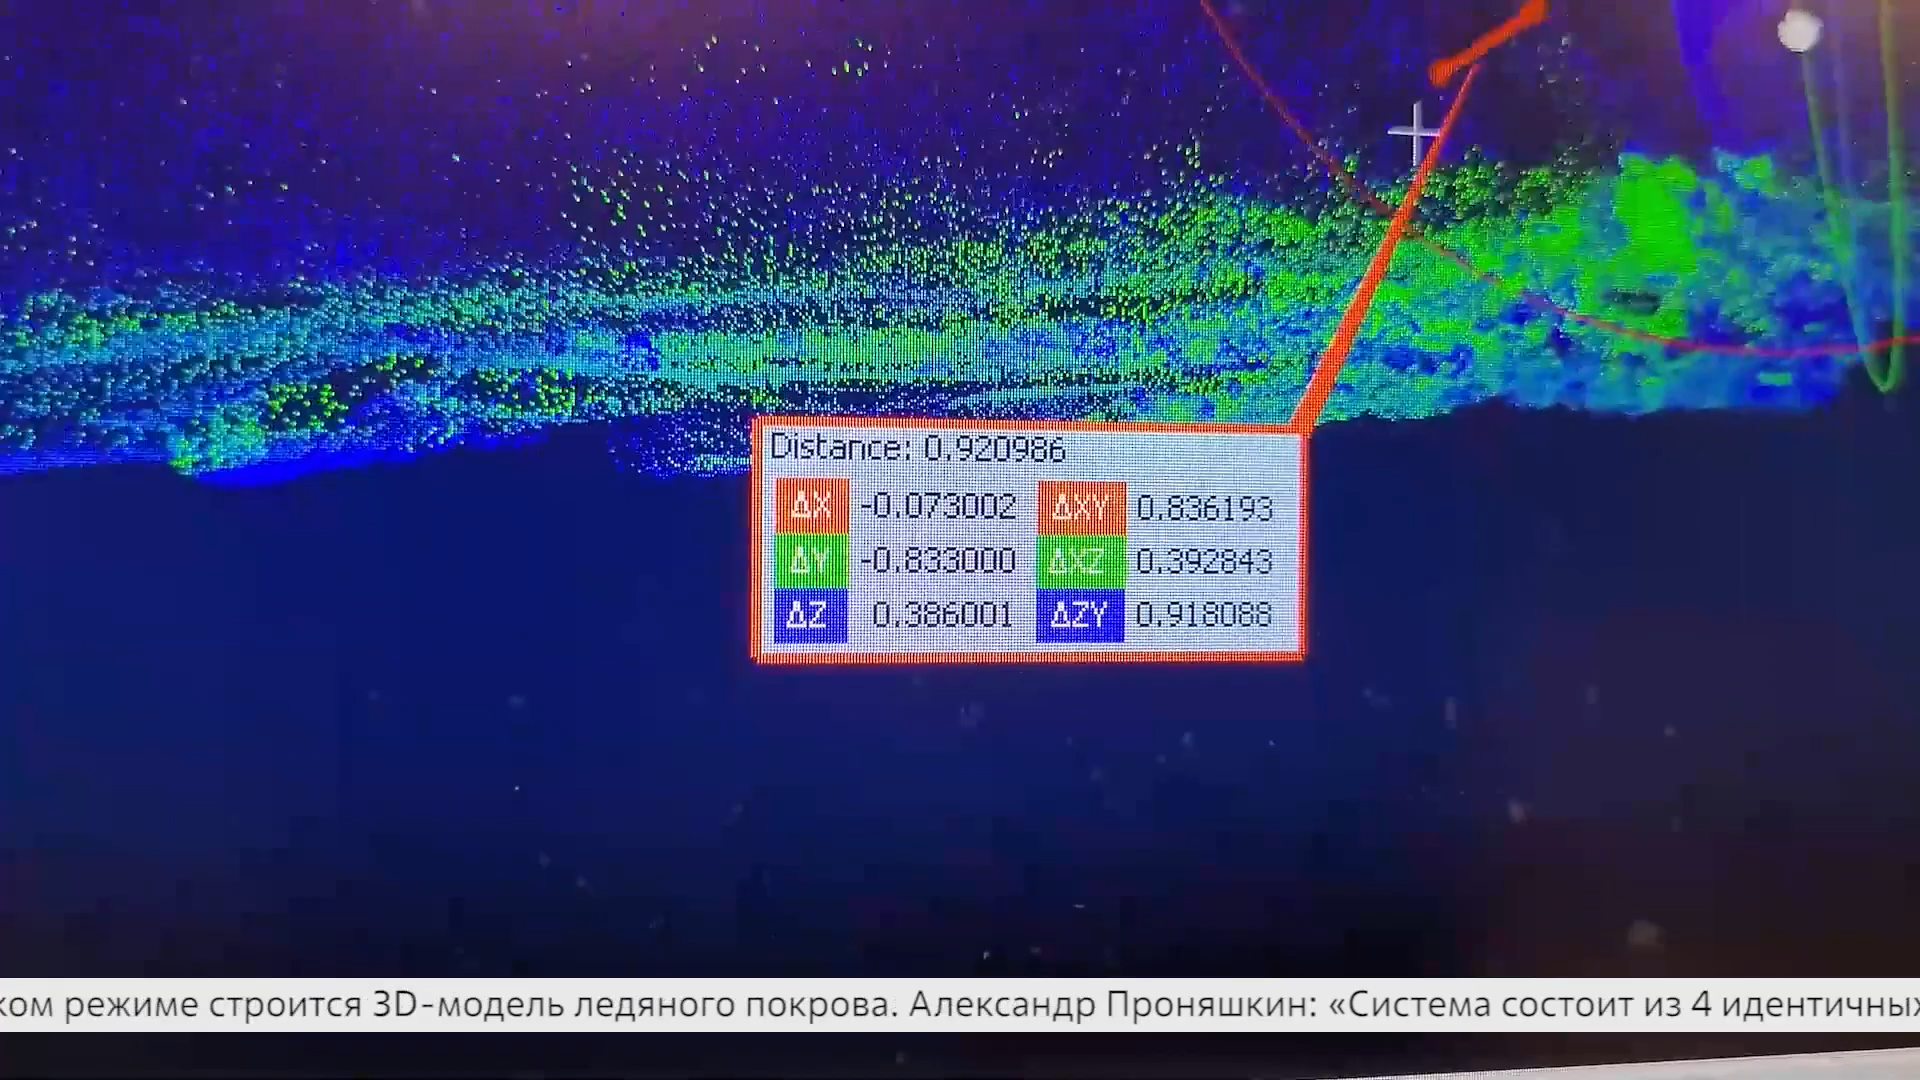 Distance: 0.920986
ΔX -0.073002 ΔXY 0.836193
ΔY -0.833000 ΔXZ 0.392843
ΔZ 0.386001 ΔZY 0.918088
ком режиме строится 3D-модель ледяного покрова. Александр Проняшкин: «Система состоит из 4 идентичных